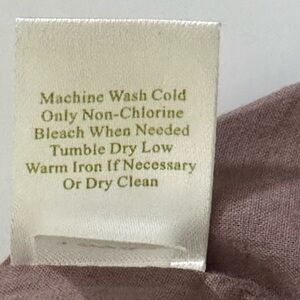 Machine Wash Cold
Only Non-Chlorine
Bleach When Needed
Tumble Dry Low
Warm Iron If Necessary
Or Dry Clean